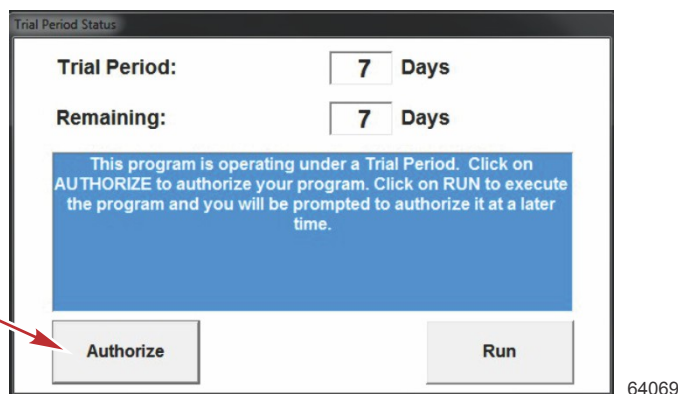 Trial Period Status
Trial Period: 7 Days
Remaining: 7 Days
This program is operating under a Trial Period. Click on
AUTHORIZE to authorize your program. Click on RUN to execute
the program and you will be prompted to authorize it at a later
time.
Authorize Run
64069